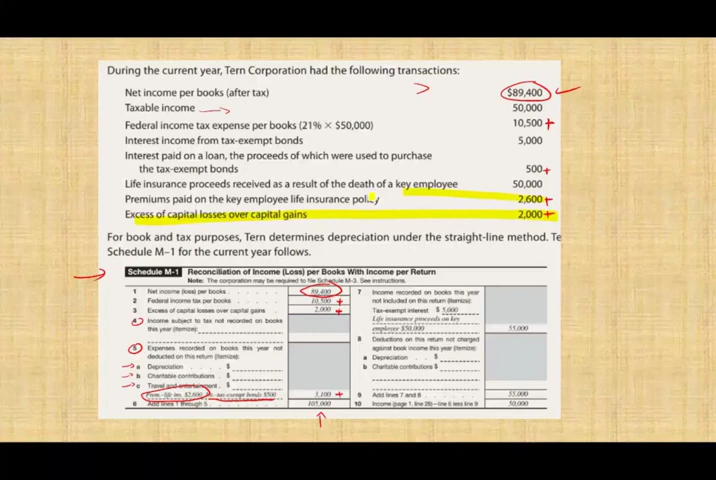 During the current year, Tern Corporation had the following transactions:
Net income per books (after tax) $89,400
Taxable income 50,000
Federal income tax expense per books (21% × $50,000) 10,500
Interest income from tax-exempt bonds 5,000
Interest paid on a loan, the proceeds of which were used to purchase
the tax-exempt bonds 500
Life insurance proceeds received as a result of the death of a key employee 50,000
Premiums paid on the key employee life insurance policy 2,600
Excess of capital losses over capital gains 2,000
For book and tax purposes, Tern determines depreciation under the straight-line method. Te
Schedule M–1 for the current year follows.
Schedule M-1 Reconciliation of Income (Loss) per Books With Income per Return
Note: The corporation may be required to file Schedule M-3. See instructions.
1 Net income (loss) per books 89,400
2 Federal income tax per books 10,500
3 Excess of capital losses over capital gains 2,000
4 Income subject to tax not recorded on books
this year (itemize):
5 Expenses recorded on books this year not
deducted on this return (itemize):
a Depreciation $
b Charitable contributions $
c Travel and entertainment $
Prem.-life ins. $2,600 tax-exempt bonds $500 3,100
6 Add lines 1 through 5 105,000
7 Income recorded on books this year
not included on this return (itemize):
Tax-exempt interest $ 5,000
Life insurance proceeds on key
employee $50,000 55,000
8 Deductions on this return not charged
against book income this year (itemize):
a Depreciation $
b Charitable contributions $
9 Add lines 7 and 8 55,000
10 Income (page 1, line 28)—line 6 less line 9 50,000